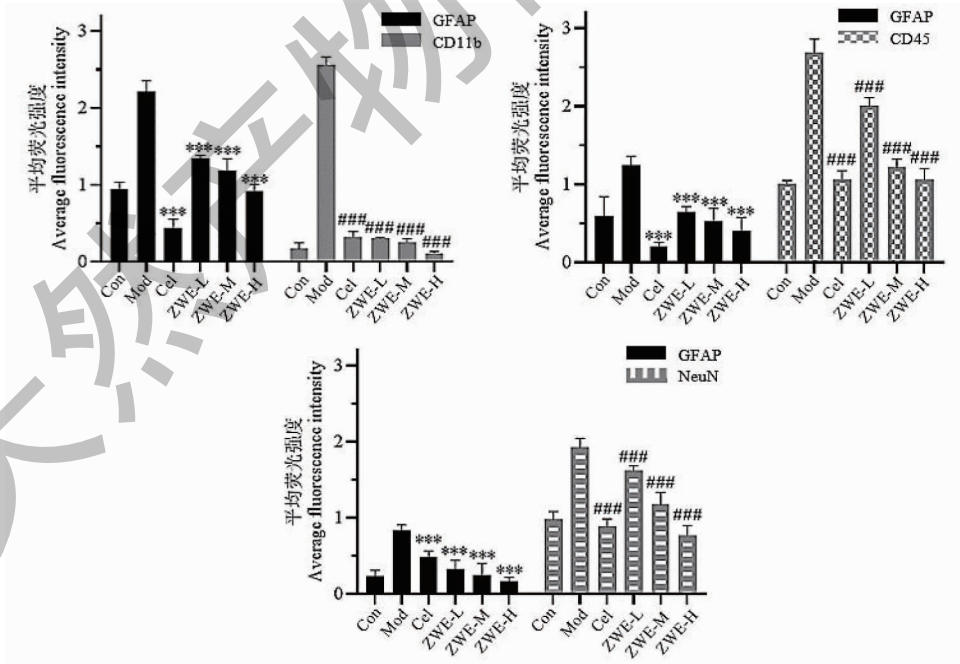 GFAP
CD11b
平均荧光强度
Average fluorescence intensity
3
2
1
0
*** *** *** ***
### ### ### ###
Con Mod Cel ZWE-L ZWE-M ZWE-H Con Mod Cel ZWE-L ZWE-M ZWE-H
GFAP
CD45
平均荧光强度
Average fluorescence intensity
3
2
1
0
*** *** *** ***
### ### ### ###
Con Mod Cel ZWE-L ZWE-M ZWE-H Con Mod Cel ZWE-L ZWE-M ZWE-H
GFAP
NeuN
平均荧光强度
Average fluorescence intensity
3
2
1
0
*** *** *** ***
### ### ### ###
Con Mod Cel ZWE-L ZWE-M ZWE-H Con Mod Cel ZWE-L ZWE-M ZWE-H
天然产物